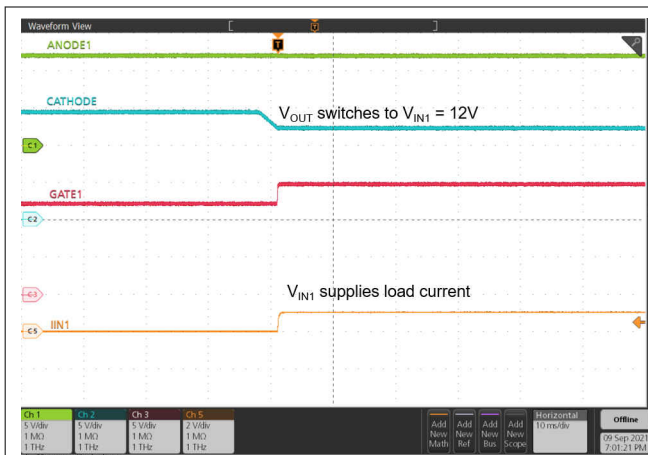 Waveform View
[ T ]
ANODE1
T
CATHODE
V_OUT switches to V_IN1 = 12V
C1
GATE1
C2
C3
V_IN1 supplies load current
C5 IIN1
Ch 1 Ch 2 Ch 3 Ch 5 Horizontal
5 V/div 5 V/div 5 V/div 2 V/div Add Add Add Add 10 ms/div Offline
1 MΩ 1 MΩ 1 MΩ 1 MΩ New New New New
1 THz 1 THz 1 THz 1 THz Math Ref Bus Scope 09 Sep 2021
7:01:21 PM